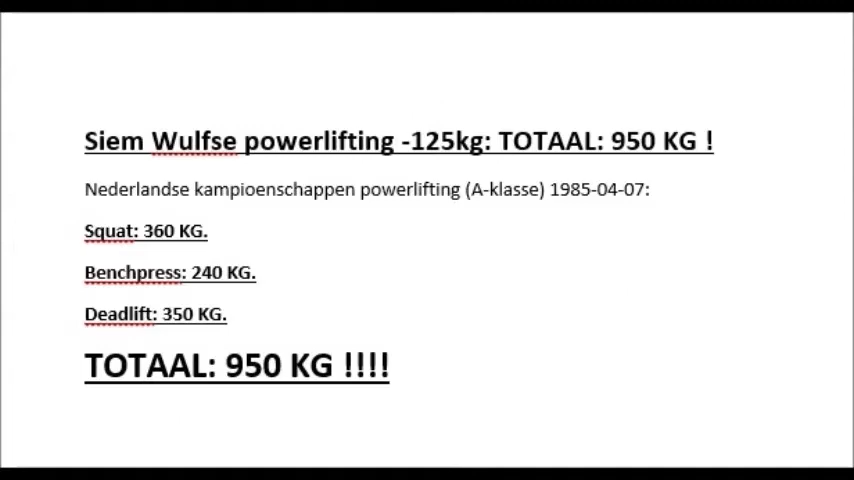 Siem Wulfse powerlifting -125kg: TOTAAL: 950 KG !
Nederlandse kampioenschappen powerlifting (A-klasse) 1985-04-07:
Squat: 360 KG.
Benchpress: 240 KG.
Deadlift: 350 KG.
TOTAAL: 950 KG !!!!